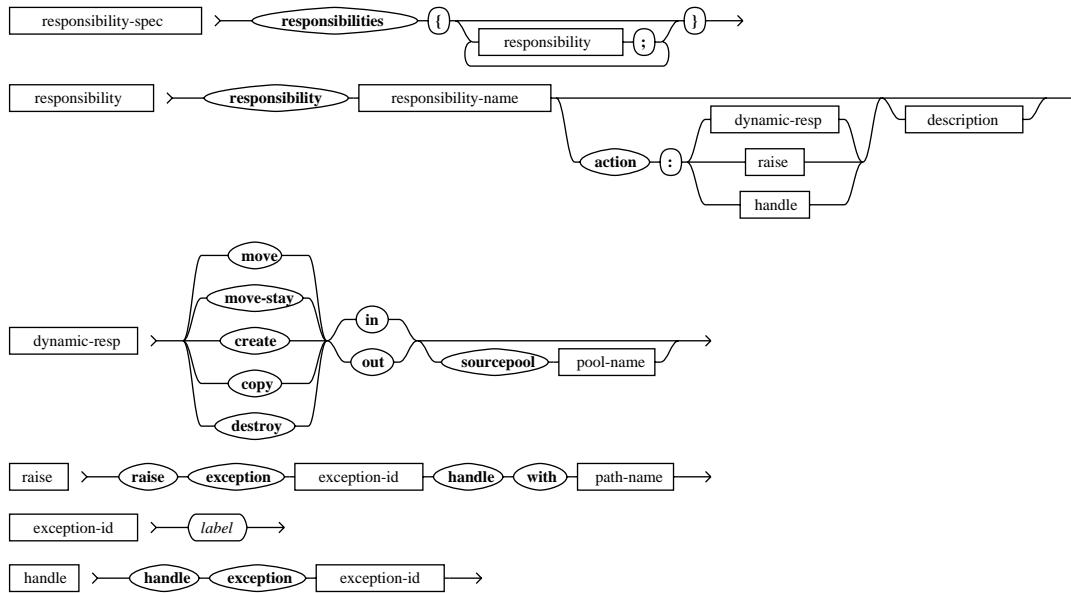 responsibility-spec responsibilities { }
responsibility ;
responsibility responsibility responsibility-name
dynamic-resp description
action : raise
handle
move
move-stay in
dynamic-resp create
copy out sourcepool pool-name
destroy
raise raise exception exception-id handle with path-name
exception-id label
handle handle exception exception-id